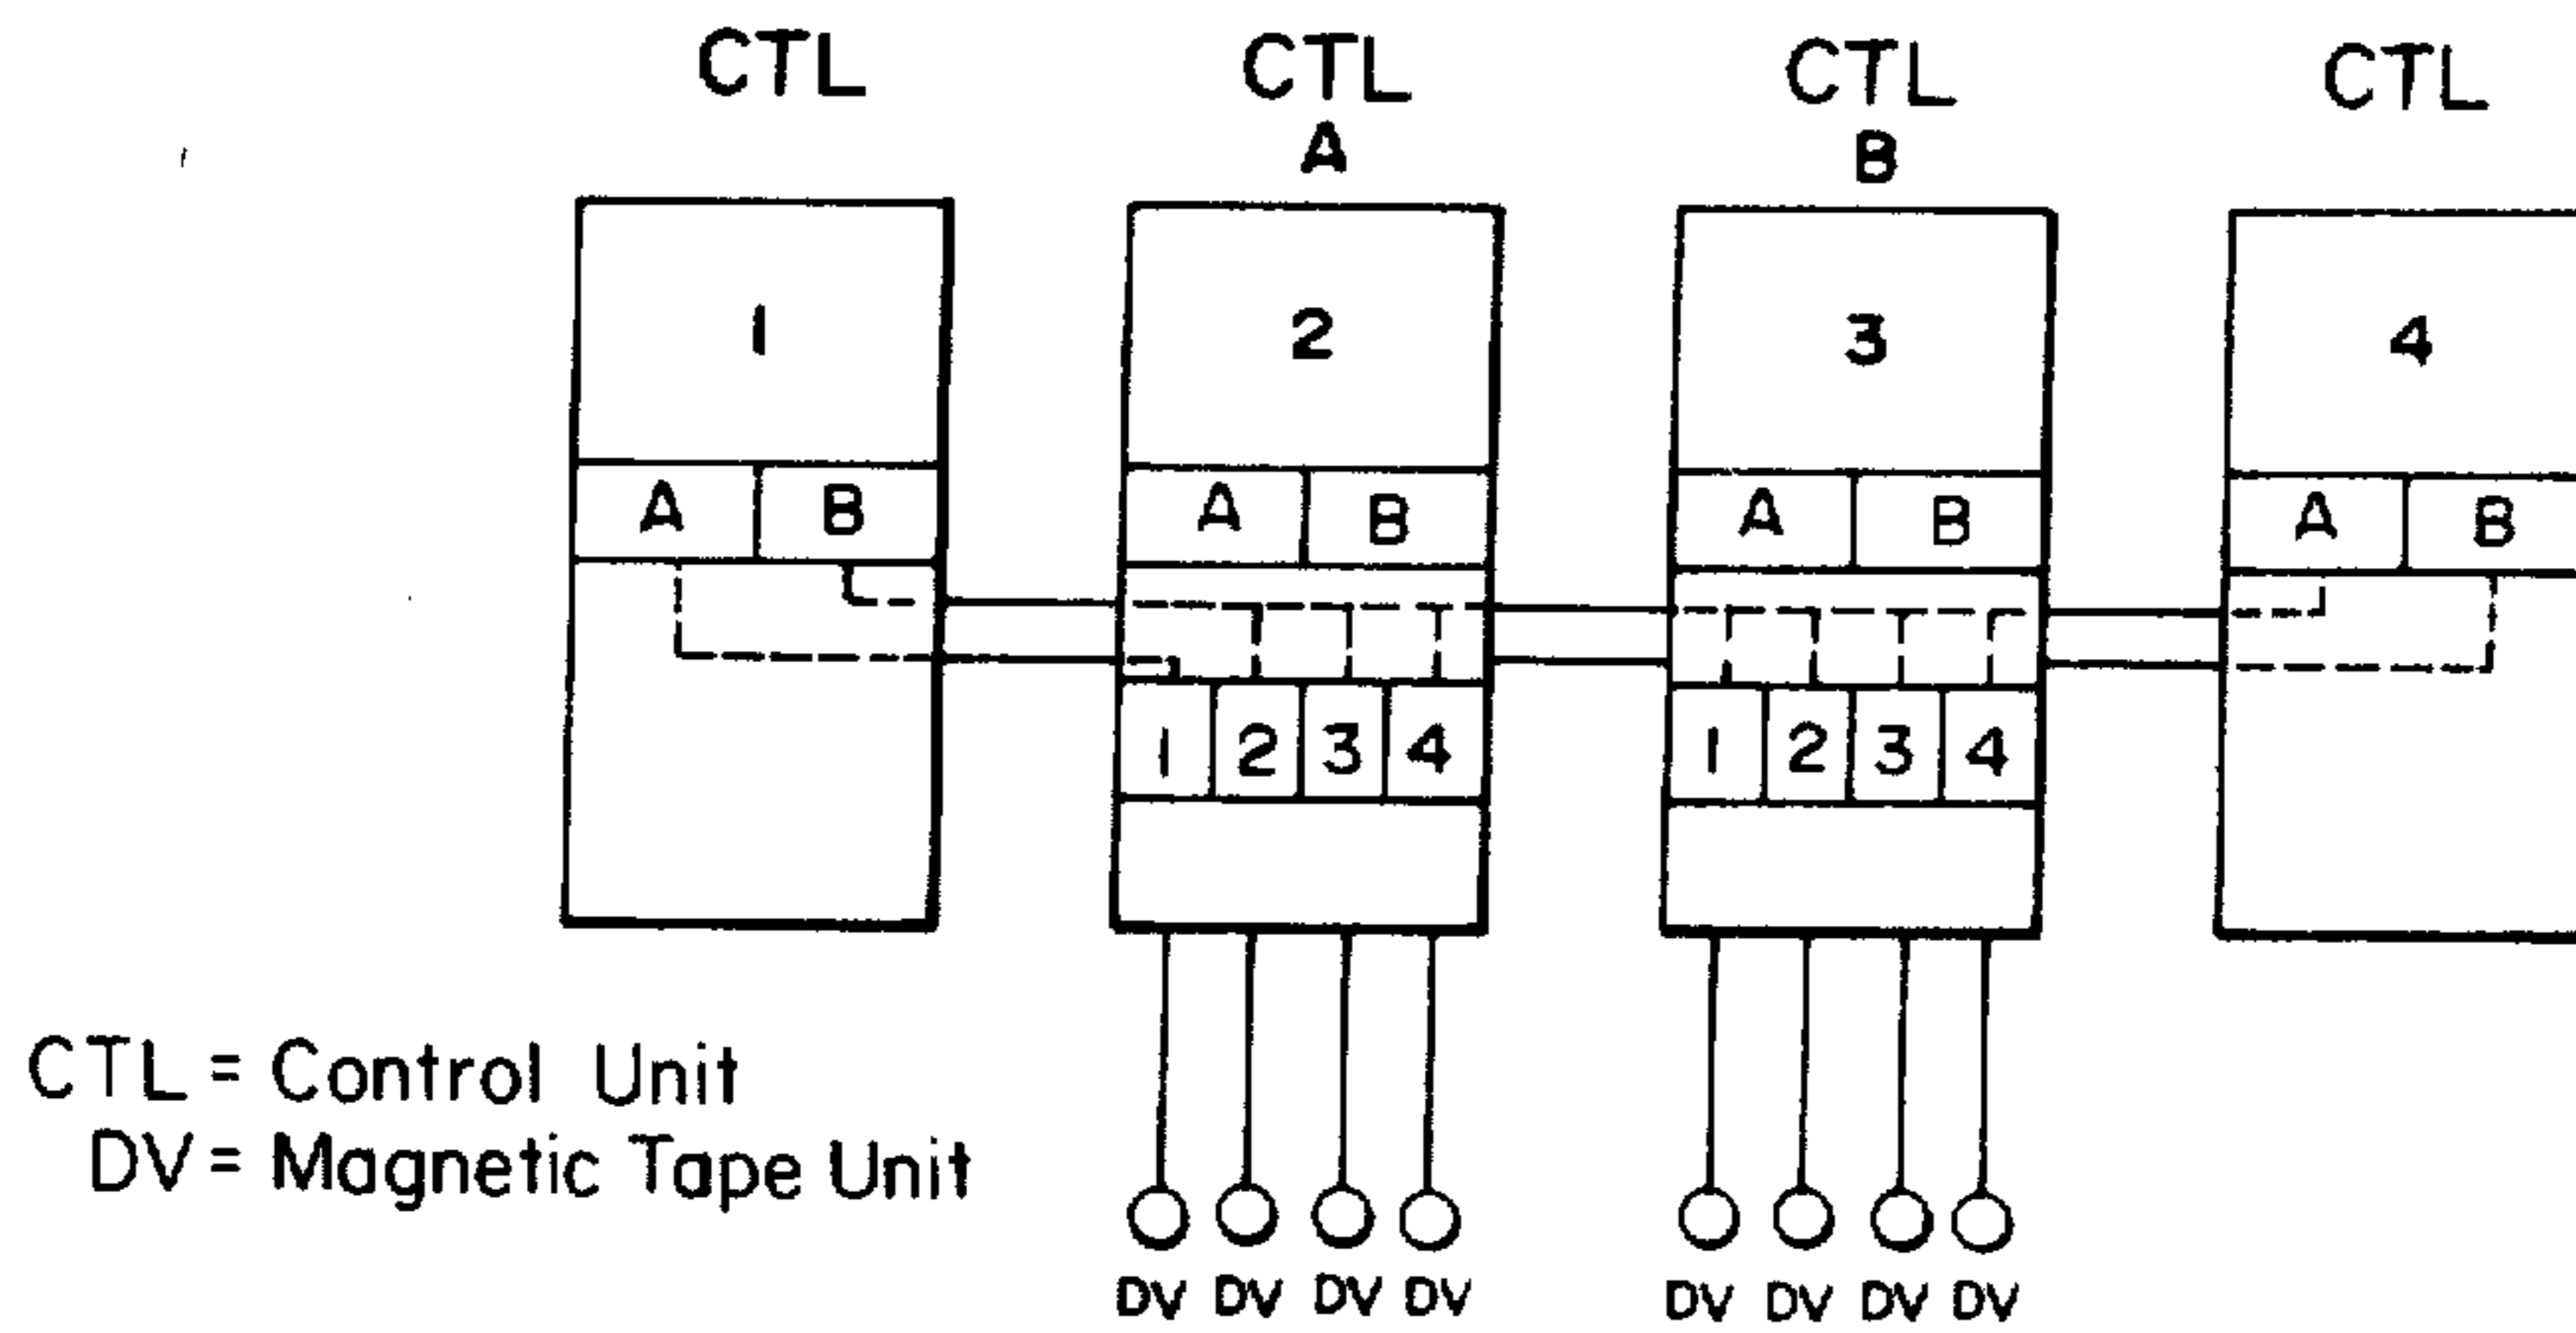 CTL CTL CTL CTL
A B
1 2 3 4
A B A B A B A B
1 2 3 4 1 2 3 4
CTL = Control Unit
DV = Magnetic Tape Unit
DV DV DV DV DV DV DV DV